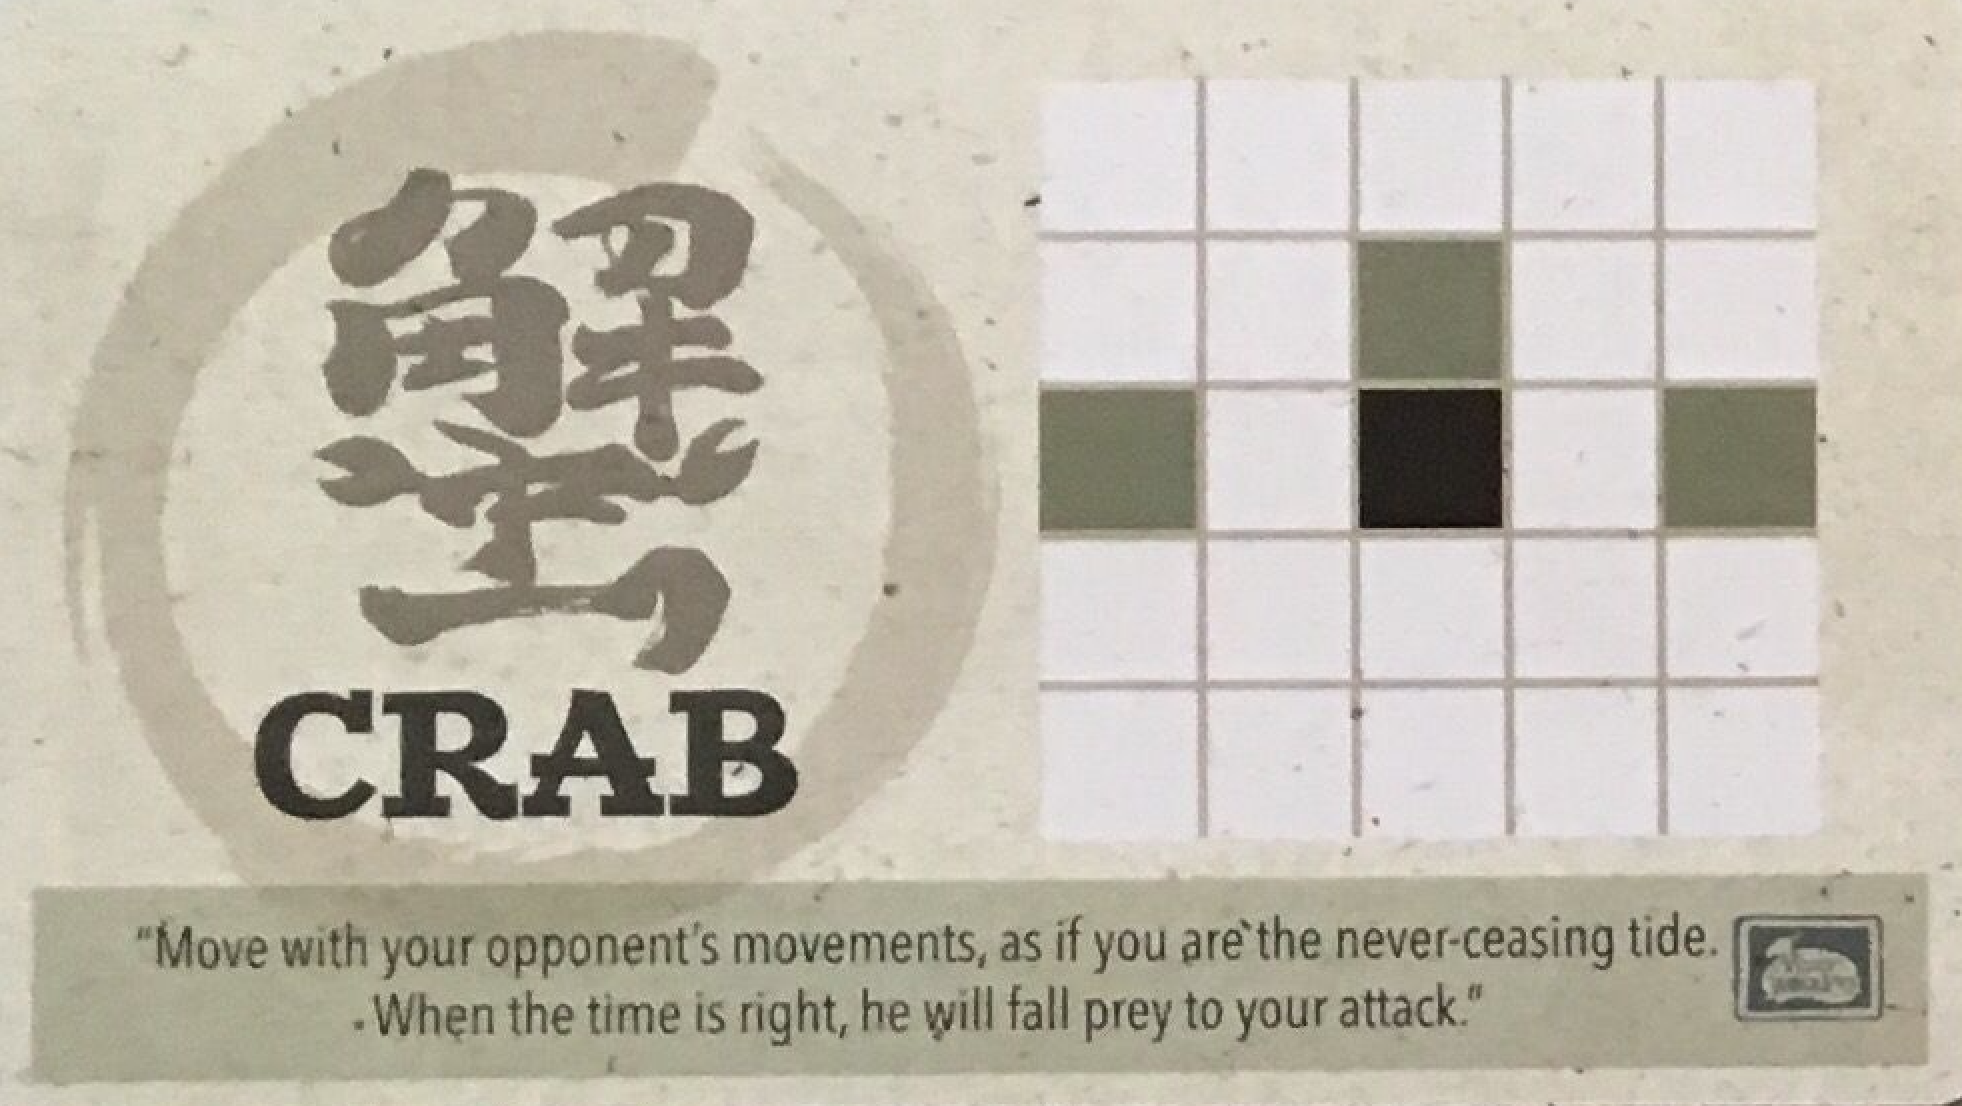 蟹
CRAB
"Move with your opponent's movements, as if you are the never-ceasing tide.
When the time is right, he will fall prey to your attack."